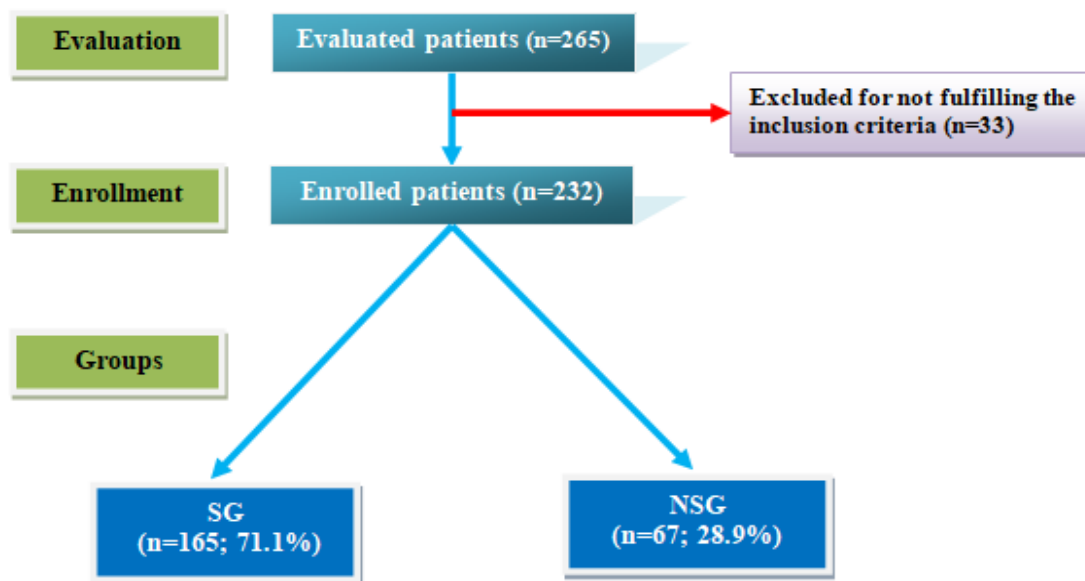 Evaluation
Evaluated patients (n=265)
Excluded for not fulfilling the
inclusion criteria (n=33)
Enrollment
Enrolled patients (n=232)
Groups
SG
(n=165; 71.1%)
NSG
(n=67; 28.9%)